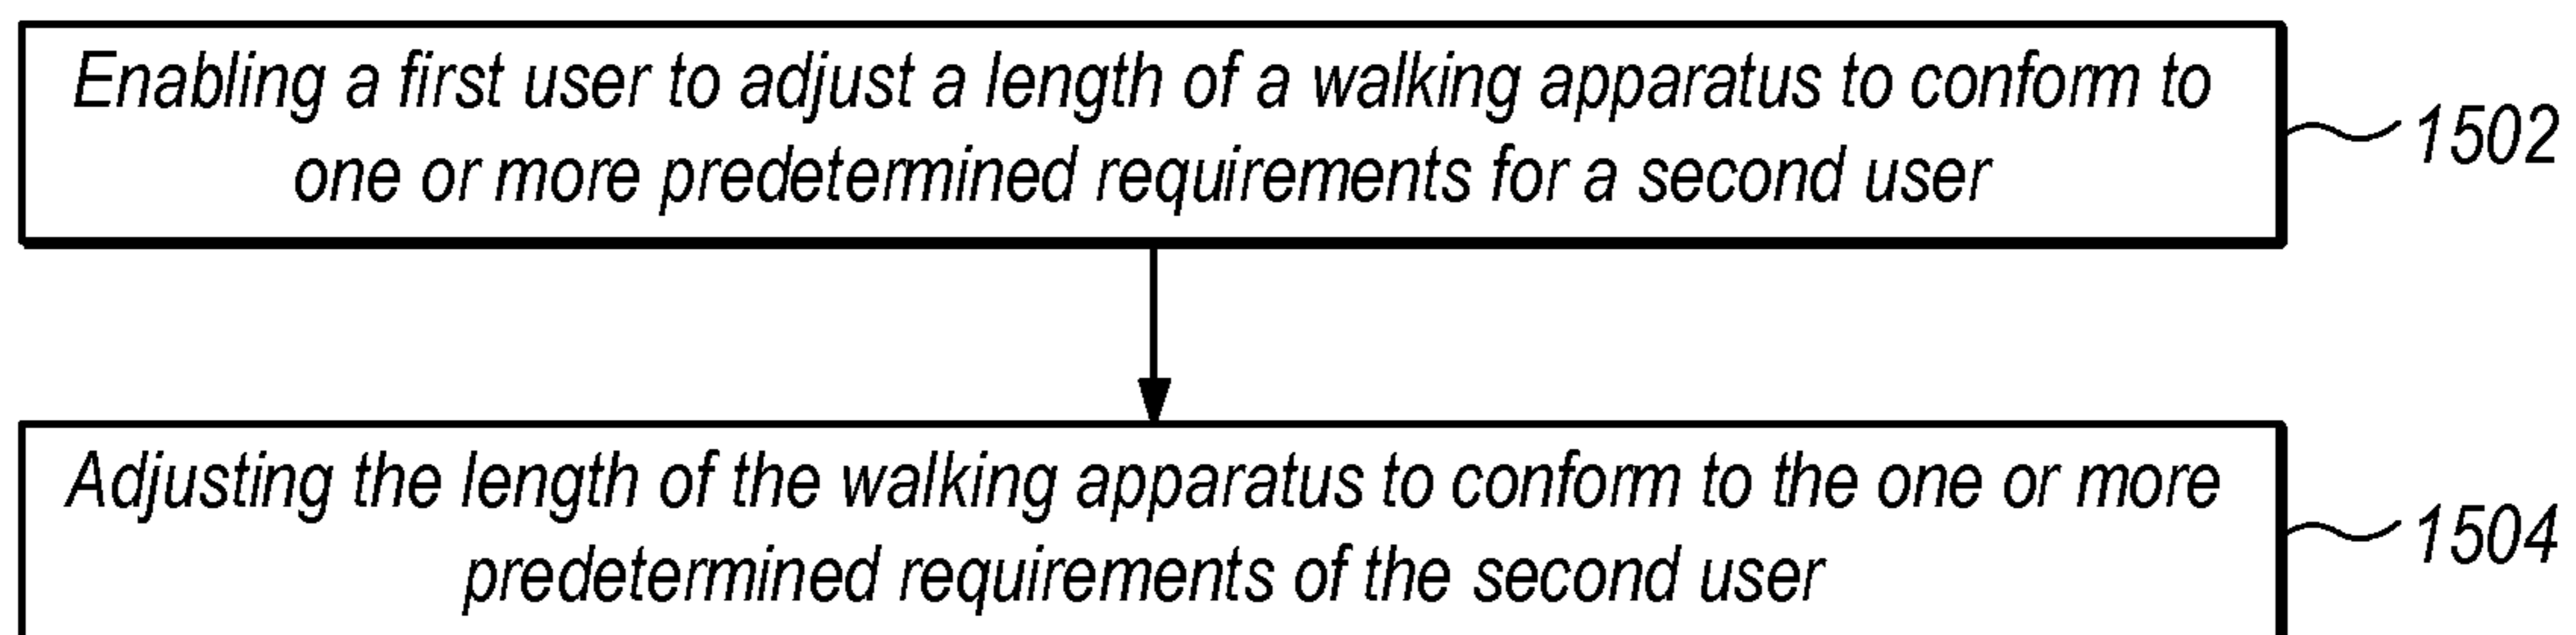 Enabling a first user to adjust a length of a walking apparatus to conform to
one or more predetermined requirements for a second user
1502
Adjusting the length of the walking apparatus to conform to the one or more
predetermined requirements of the second user
1504